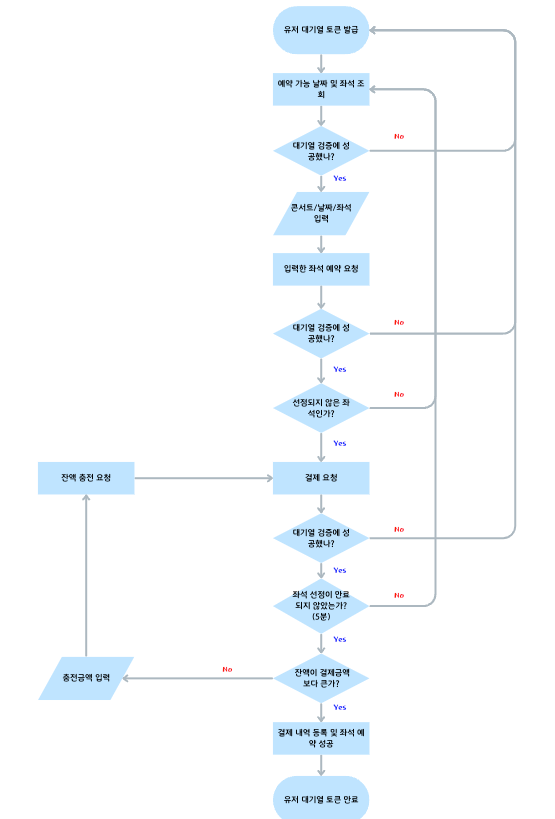 유저 대기열 토큰 발급
예약 가능 날짜 및 좌석 조
회
대기열 검증에 성
공했나?
No
Yes
콘서트/날짜/좌석
입력
입력한 좌석 예약 요청
대기열 검증에 성
공했나?
No
Yes
선정되지 않은 좌
석인가?
No
Yes
잔액 충전 요청
결제 요청
대기열 검증에 성
공했나?
No
Yes
좌석 선정이 만료
되지 않았는가?
(5분)
No
Yes
충전금액 입력
No
잔액이 결제금액
보다 큰가?
Yes
결제 내역 등록 및 좌석 예
약 성공
유저 대기열 토큰 만료